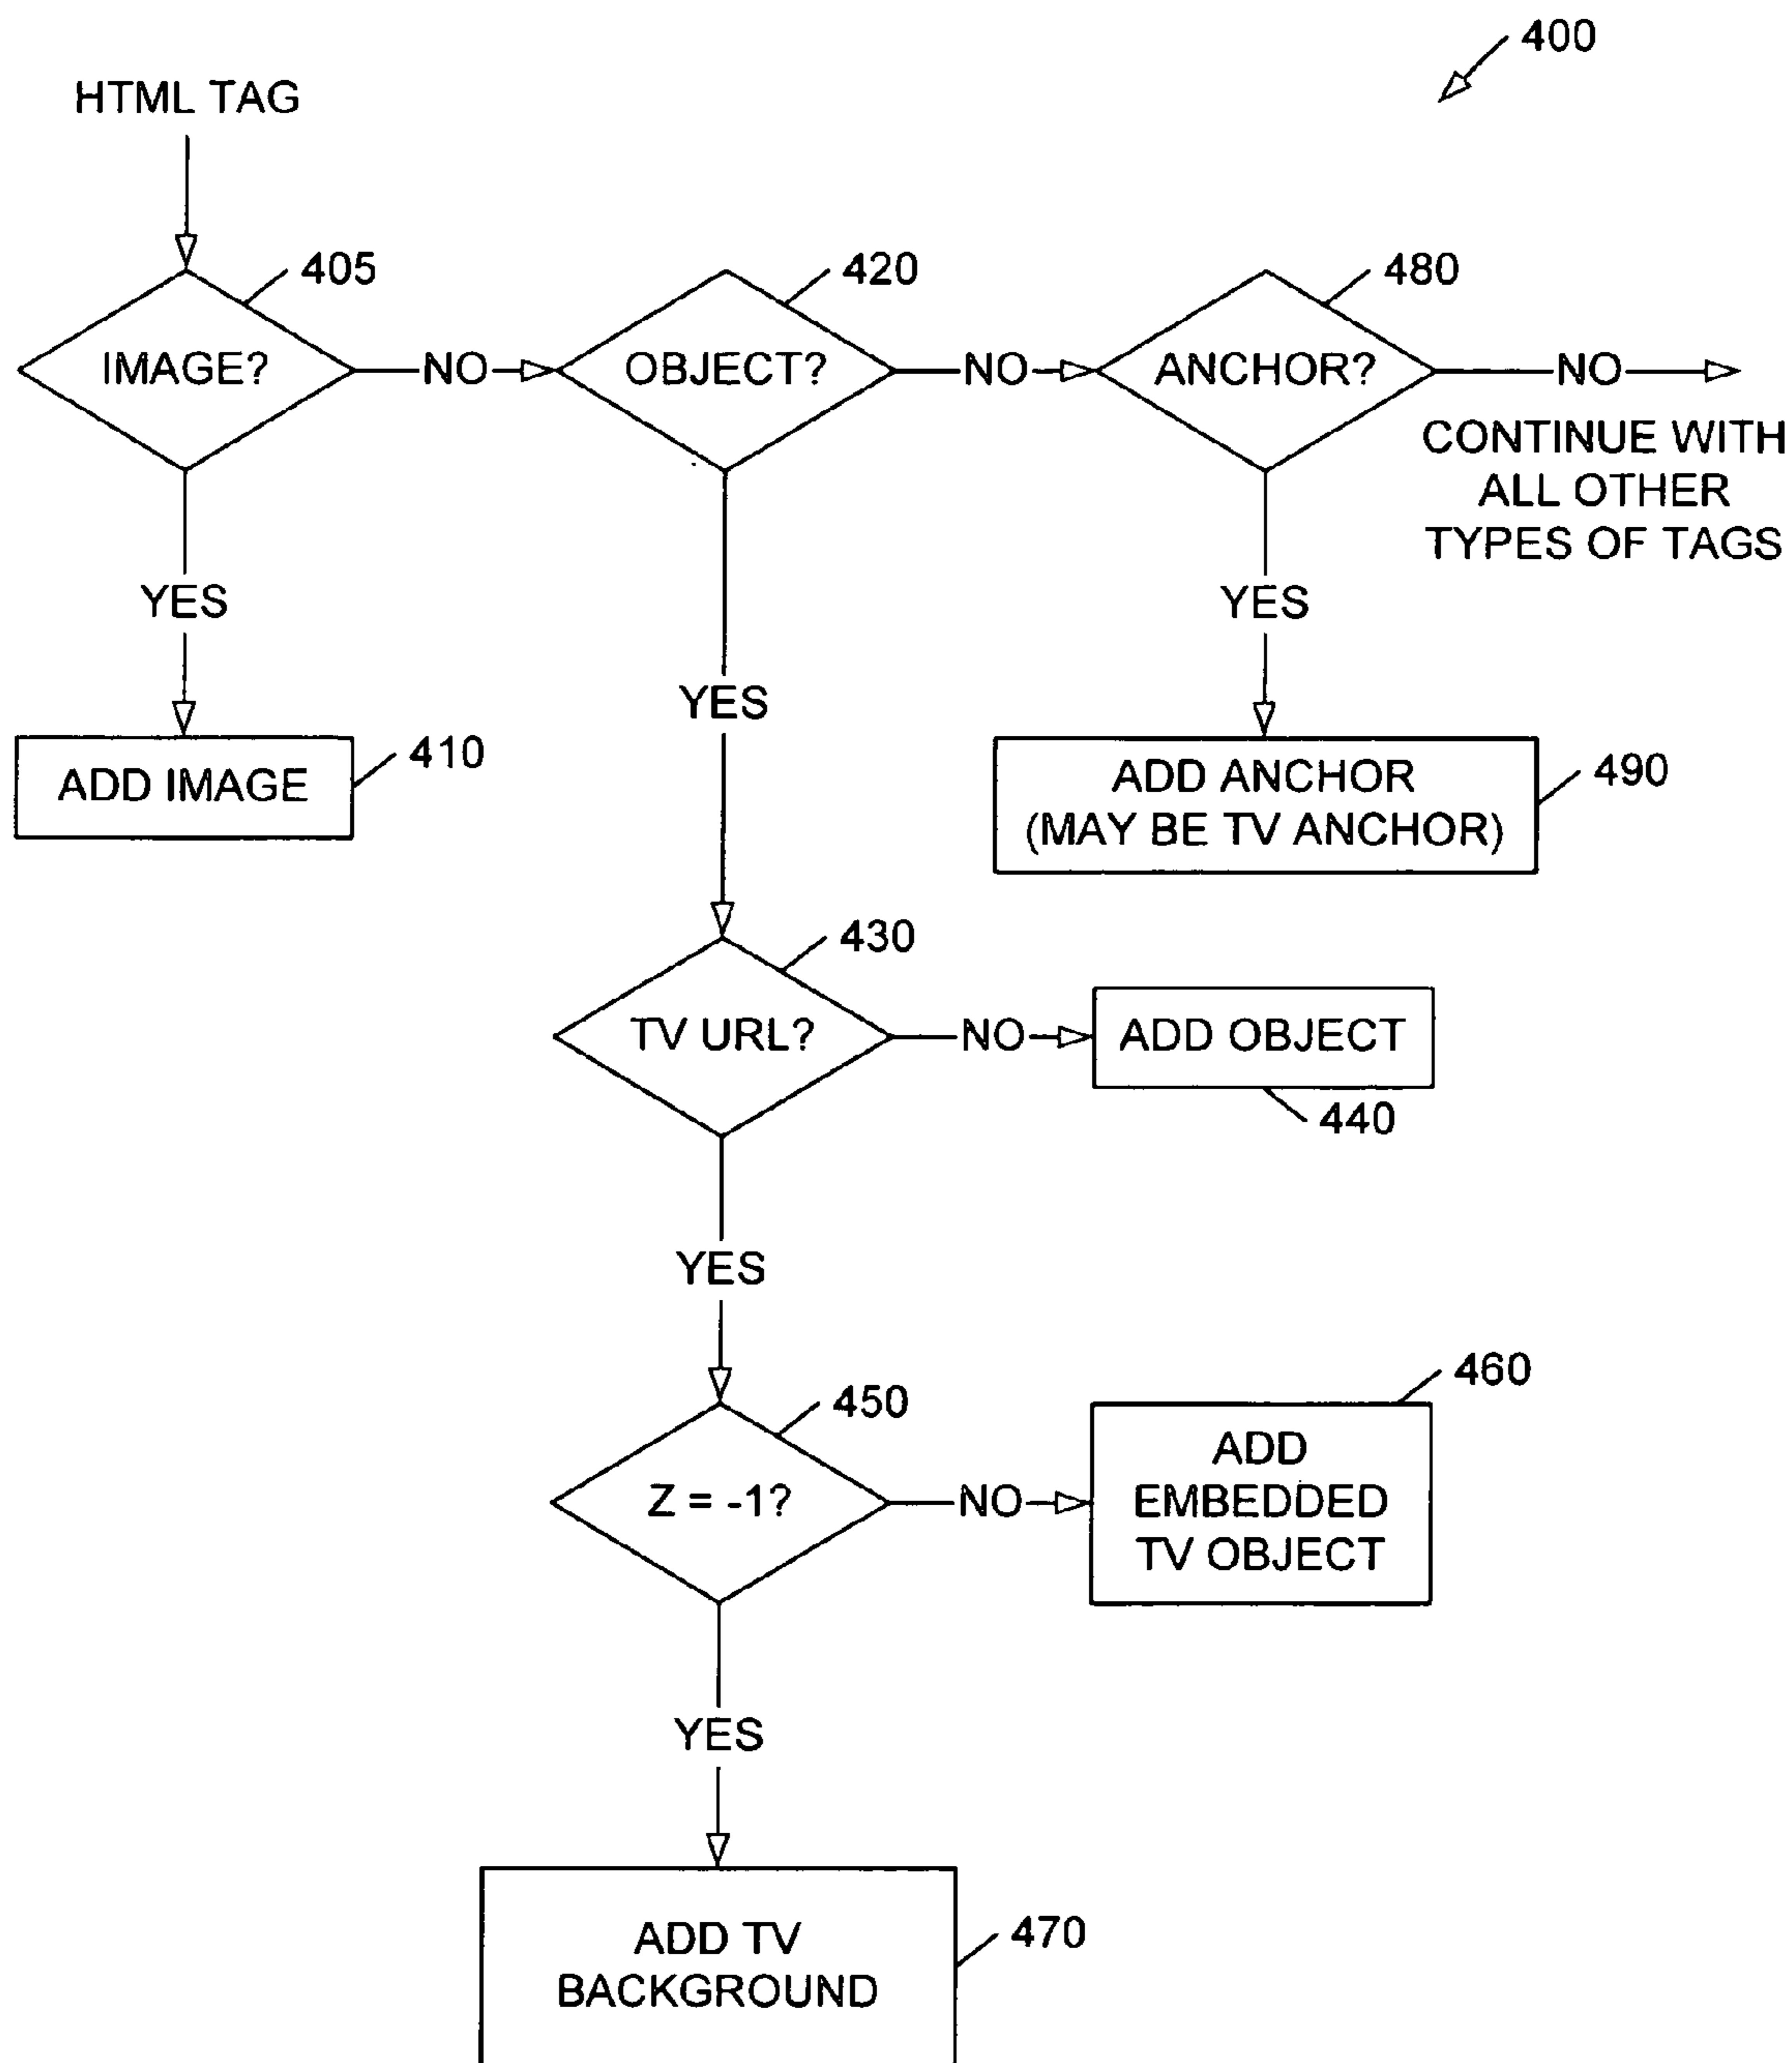 400
HTML TAG
405
420
480
IMAGE?
NO
OBJECT?
NO
ANCHOR?
NO
CONTINUE WITH
ALL OTHER
TYPES OF TAGS
YES
YES
YES
ADD IMAGE
410
ADD ANCHOR
(MAY BE TV ANCHOR)
490
430
TV URL?
NO
ADD OBJECT
440
YES
450
460
Z = -1?
NO
ADD
EMBEDDED
TV OBJECT
YES
ADD TV
BACKGROUND
470